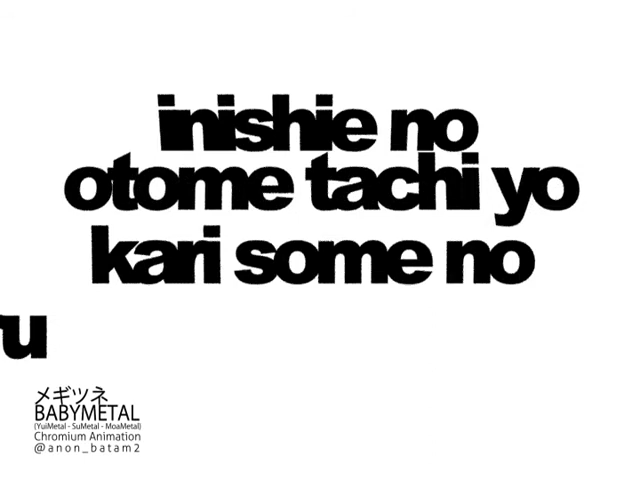 inishie no
otome tachi yo
kari some no
u
メギツネ
BABYMETAL
(YuiMetal - SuMetal - MoaMetal)
Chromium Animation
@anon_batam2